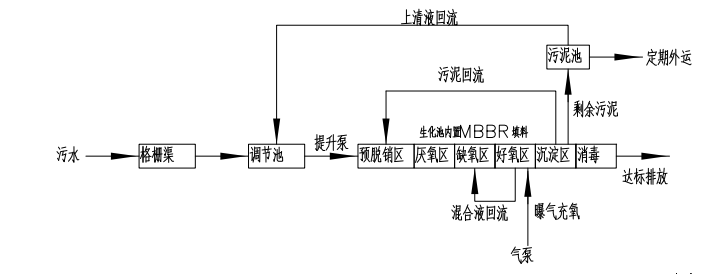 上清液回流
污泥池
定期外运
污泥回流
剩余污泥
生化池内置MBBR填料
提升泵
污水
格栅渠
调节池
预脱销区
厌氧区
缺氧区
好氧区
沉淀区
消毒
达标排放
混合液回流
曝气充氧
气泵